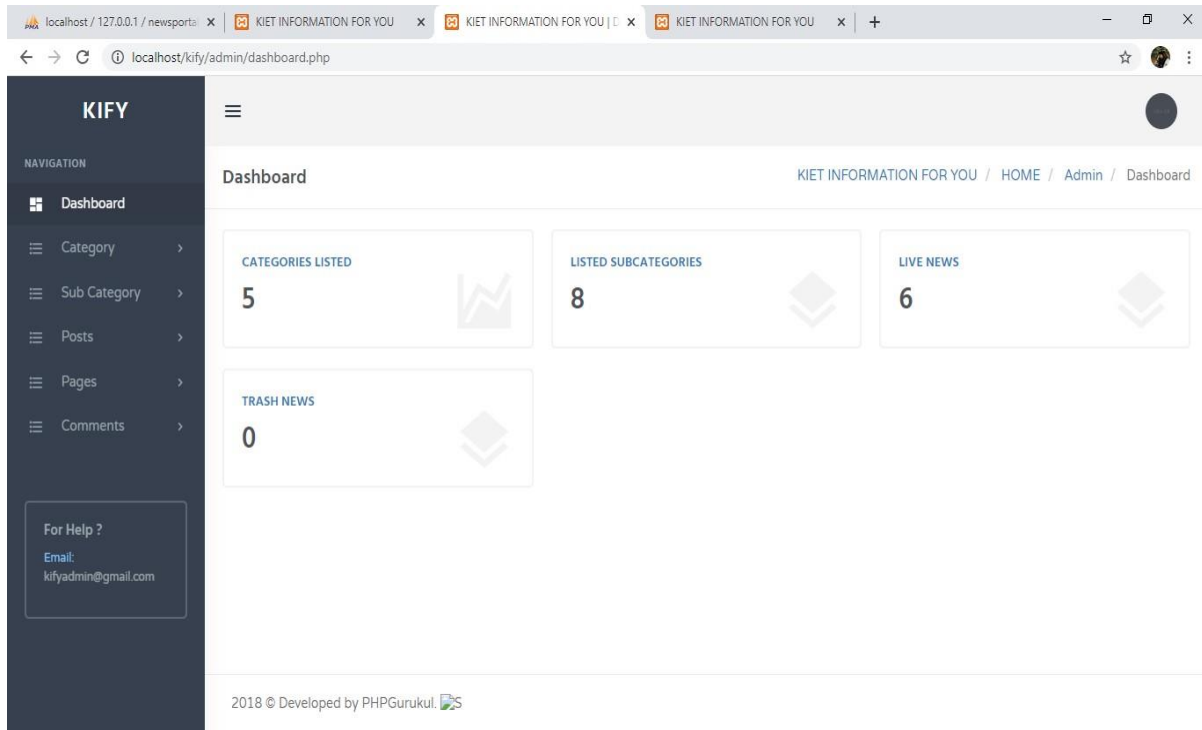 localhost / 127.0.0.1 / newsporta
KIET INFORMATION FOR YOU
KIET INFORMATION FOR YOU | D
KIET INFORMATION FOR YOU
localhost/kify/admin/dashboard.php
KIFY
NAVIGATION
Dashboard
Category
Sub Category
Posts
Pages
Comments
For Help ?
Email:
kifyadmin@gmail.com
Dashboard
KIET INFORMATION FOR YOU / HOME / Admin / Dashboard
CATEGORIES LISTED
5
LISTED SUBCATEGORIES
8
LIVE NEWS
6
TRASH NEWS
0
2018 © Developed by PHPGurukul. S